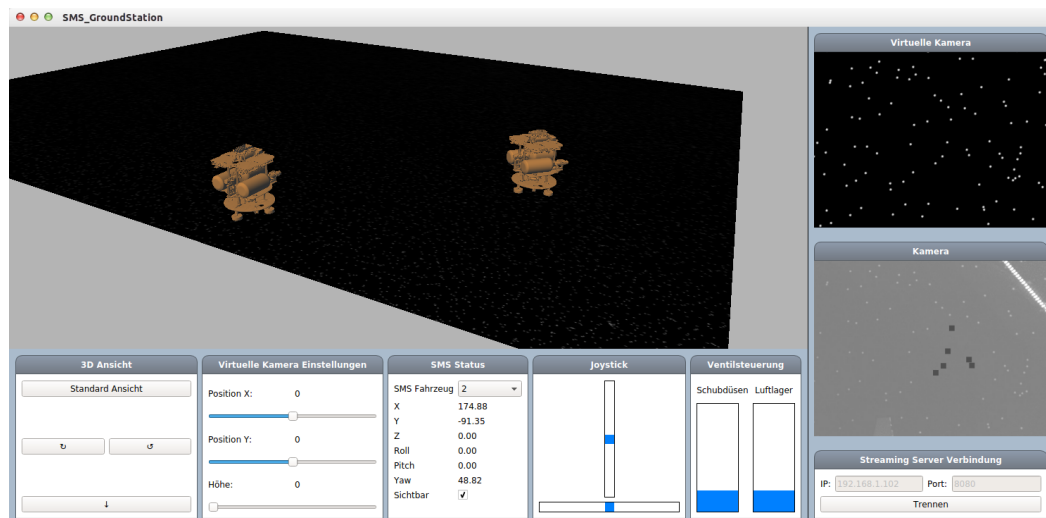 SMS_GroundStation
Virtuelle Kamera
Kamera
3D Ansicht
Standard Ansicht
↻
↺
↓
Virtuelle Kamera Einstellungen
Position X: 0
Position Y: 0
Höhe: 0
SMS Status
SMS Fahrzeug 2
X 174.88
Y -91.35
Z 0.00
Roll 0.00
Pitch 0.00
Yaw 48.82
Sichtbar
Joystick
Ventilsteuerung
Schubdüsen Luftlager
Streaming Server Verbindung
IP: 192.168.1.102 Port: 8080
Trennen